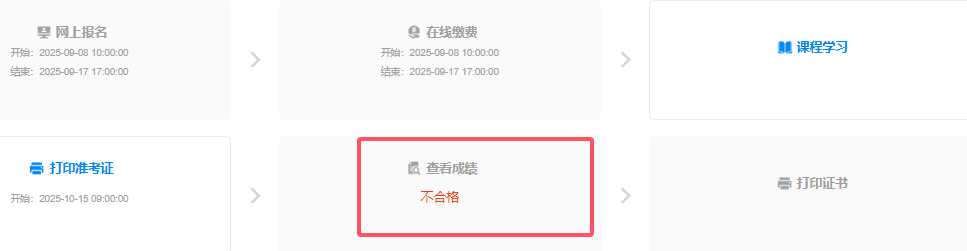 网上报名
开始：2025-09-08 10:00:00
结束：2025-09-17 17:00:00
在线缴费
开始：2025-09-08 10:00:00
结束：2025-09-17 17:00:00
课程学习
打印准考证
开始：2025-10-15 09:00:00
查看成绩
不合格
打印证书